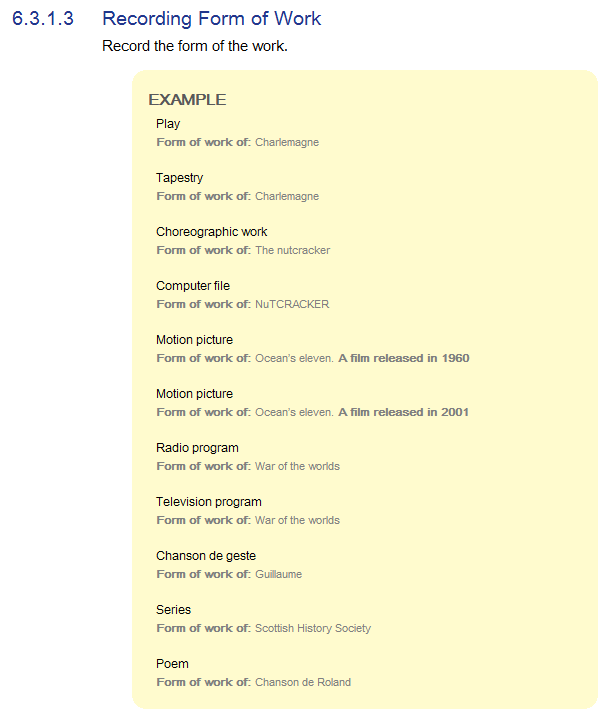 6.3.1.3 Recording Form of Work
Record the form of the work.
EXAMPLE
Play
Form of work of: Charlemagne
Tapestry
Form of work of: Charlemagne
Choreographic work
Form of work of: The nutcracker
Computer file
Form of work of: NuTCRACKER
Motion picture
Form of work of: Ocean's eleven. A film released in 1960
Motion picture
Form of work of: Ocean's eleven. A film released in 2001
Radio program
Form of work of: War of the worlds
Television program
Form of work of: War of the worlds
Chanson de geste
Form of work of: Guillaume
Series
Form of work of: Scottish History Society
Poem
Form of work of: Chanson de Roland